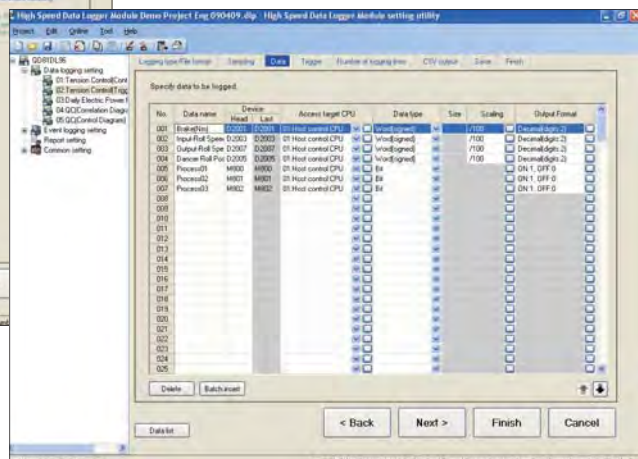 High Speed Data Logger Module Demo Project Eng 090409.dlp - High Speed Data Logger Module setting utility
Project Edit Online Tool Help
QD81DL96
Data logging setting
01:Tension Control[Cont
02:Tension Control[Trigg
03:Daily Electric Power I
04:QC(Correlation Diagr
05:QC(Control Diagram)
Event logging setting
Report setting
Common setting
Logging type/File format Sampling Data Trigger Number of logging lines CSV output Save Finish
Specify data to be logged.
No. Data name Device Head Last Access target CPU Data type Size Scaling Output Format
001 Brake[Nm] D2001 D2001 01:Host control CPU Word[signed] /100 Decimal(digits:2)
002 Input-Roll Spee D2003 D2003 01:Host control CPU Word[signed] /100 Decimal(digits:2)
003 Output-Roll Spe D2007 D2007 01:Host control CPU Word[signed] /100 Decimal(digits:2)
004 Dancer Roll Pos D2005 D2005 01:Host control CPU Word[signed] /100 Decimal(digits:2)
005 Process01 M800 M800 01:Host control CPU Bit ON:1, OFF:0
006 Process02 M801 M801 01:Host control CPU Bit ON:1, OFF:0
007 Process03 M802 M802 01:Host control CPU Bit ON:1, OFF:0
008
009
010
011
012
013
014
015
016
017
018
019
020
021
022
023
024
025
Delete Batch insert
Data list < Back Next > Finish Cancel